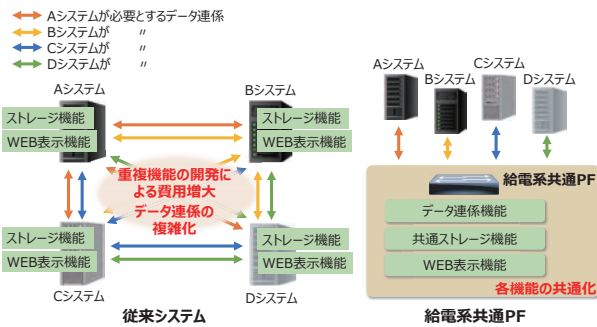 Aシステムが必要とするデータ連係
Bシステムが 〃
Cシステムが 〃
Dシステムが 〃
Aシステム
Bシステム
ストレージ機能
WEB表示機能
ストレージ機能
WEB表示機能
重複機能の開発に
よる費用増大
データ連係の
複雑化
ストレージ機能
WEB表示機能
ストレージ機能
WEB表示機能
Cシステム
Dシステム
従来システム
Aシステム
Bシステム
Cシステム
Dシステム
給電系共通PF
データ連係機能
共通ストレージ機能
WEB表示機能
各機能の共通化
給電系共通PF